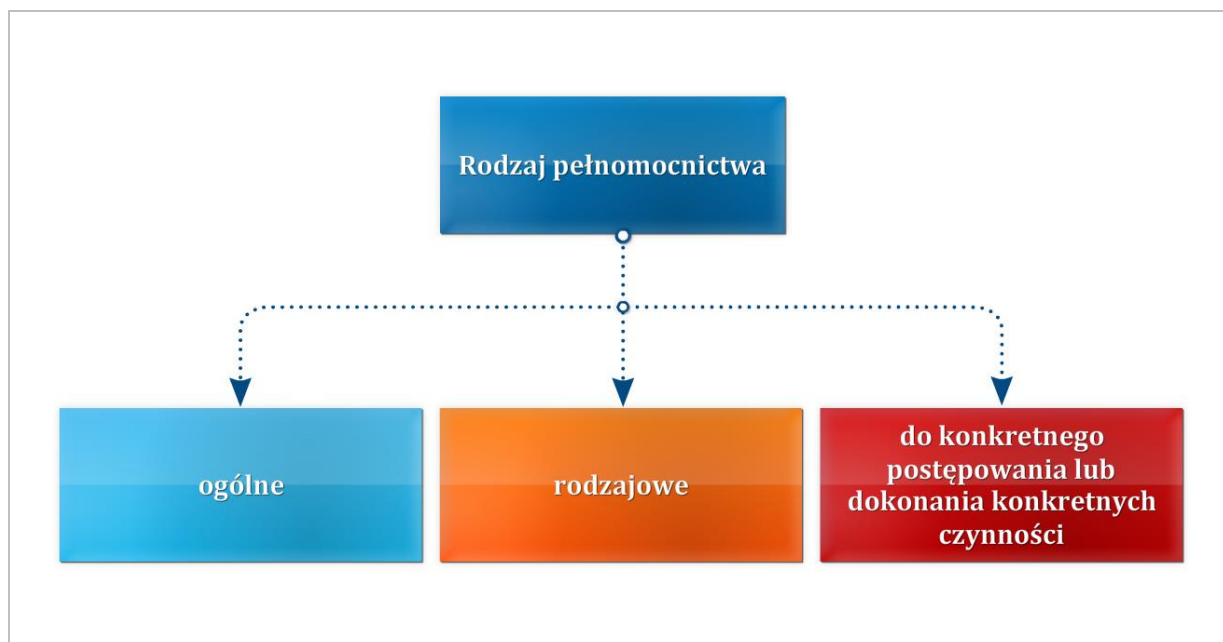 Rodzaj pełnomocnictwa
ogólne
rodzajowe
do konkretnego
postępowania lub
dokonania konkretnych
czynności